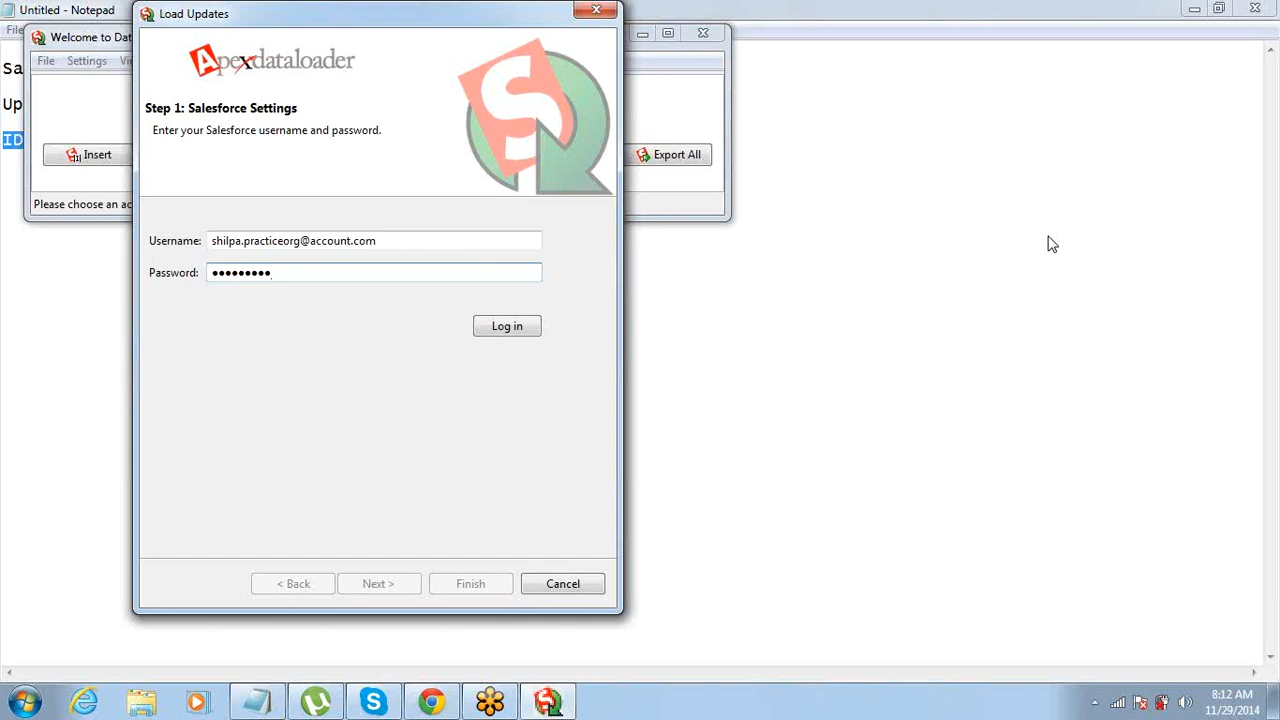 Untitled - Notepad
File
Sa
Up
ID
Welcome to Dat
File Settings Vi
Insert
Export All
Please choose an ac
Load Updates
Apexdataloader
Step 1: Salesforce Settings
Enter your Salesforce username and password.
Username: shilpa.practiceorg@account.com
Password: ●●●●●●●●●
Log in
< Back Next > Finish Cancel
8:12 AM
11/29/2014